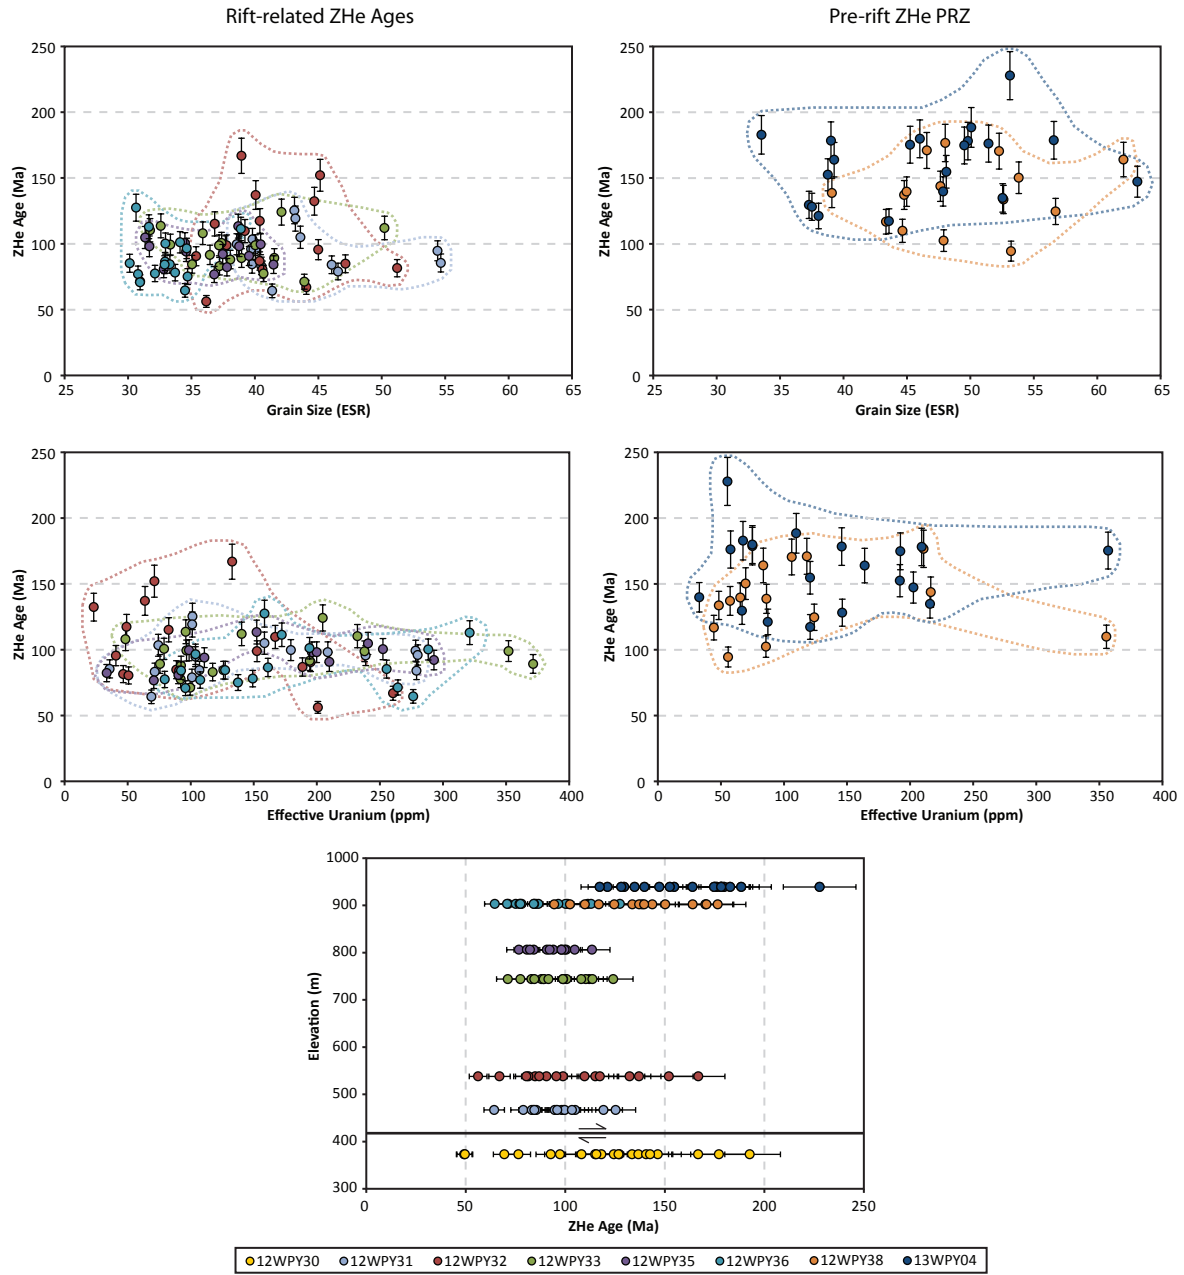 Rift-related ZHe Ages
Pre-rift ZHe PRZ
250
200
150
100
50
0
ZHe Age (Ma)
25 30 35 40 45 50 55 60 65
Grain Size (ESR)
250
200
150
100
50
0
ZHe Age (Ma)
25 30 40 45 50 55 60 65
Grain Size (ESR)
250
200
150
100
50
0
ZHe Age (Ma)
0 50 100 150 200 250 300 350 400
Effective Uranium (ppm)
250
200
150
100
50
0
ZHe Age (Ma)
0 50 100 150 200 250 300 350 400
Effective Uranium (ppm)
1000
900
800
700
600
500
400
300
Elevation (m)
0 50 100 150 200 250
ZHe Age (Ma)
12WPY30 12WPY31 12WPY32 12WPY33 12WPY35 12WPY36 12WPY38 13WPY04